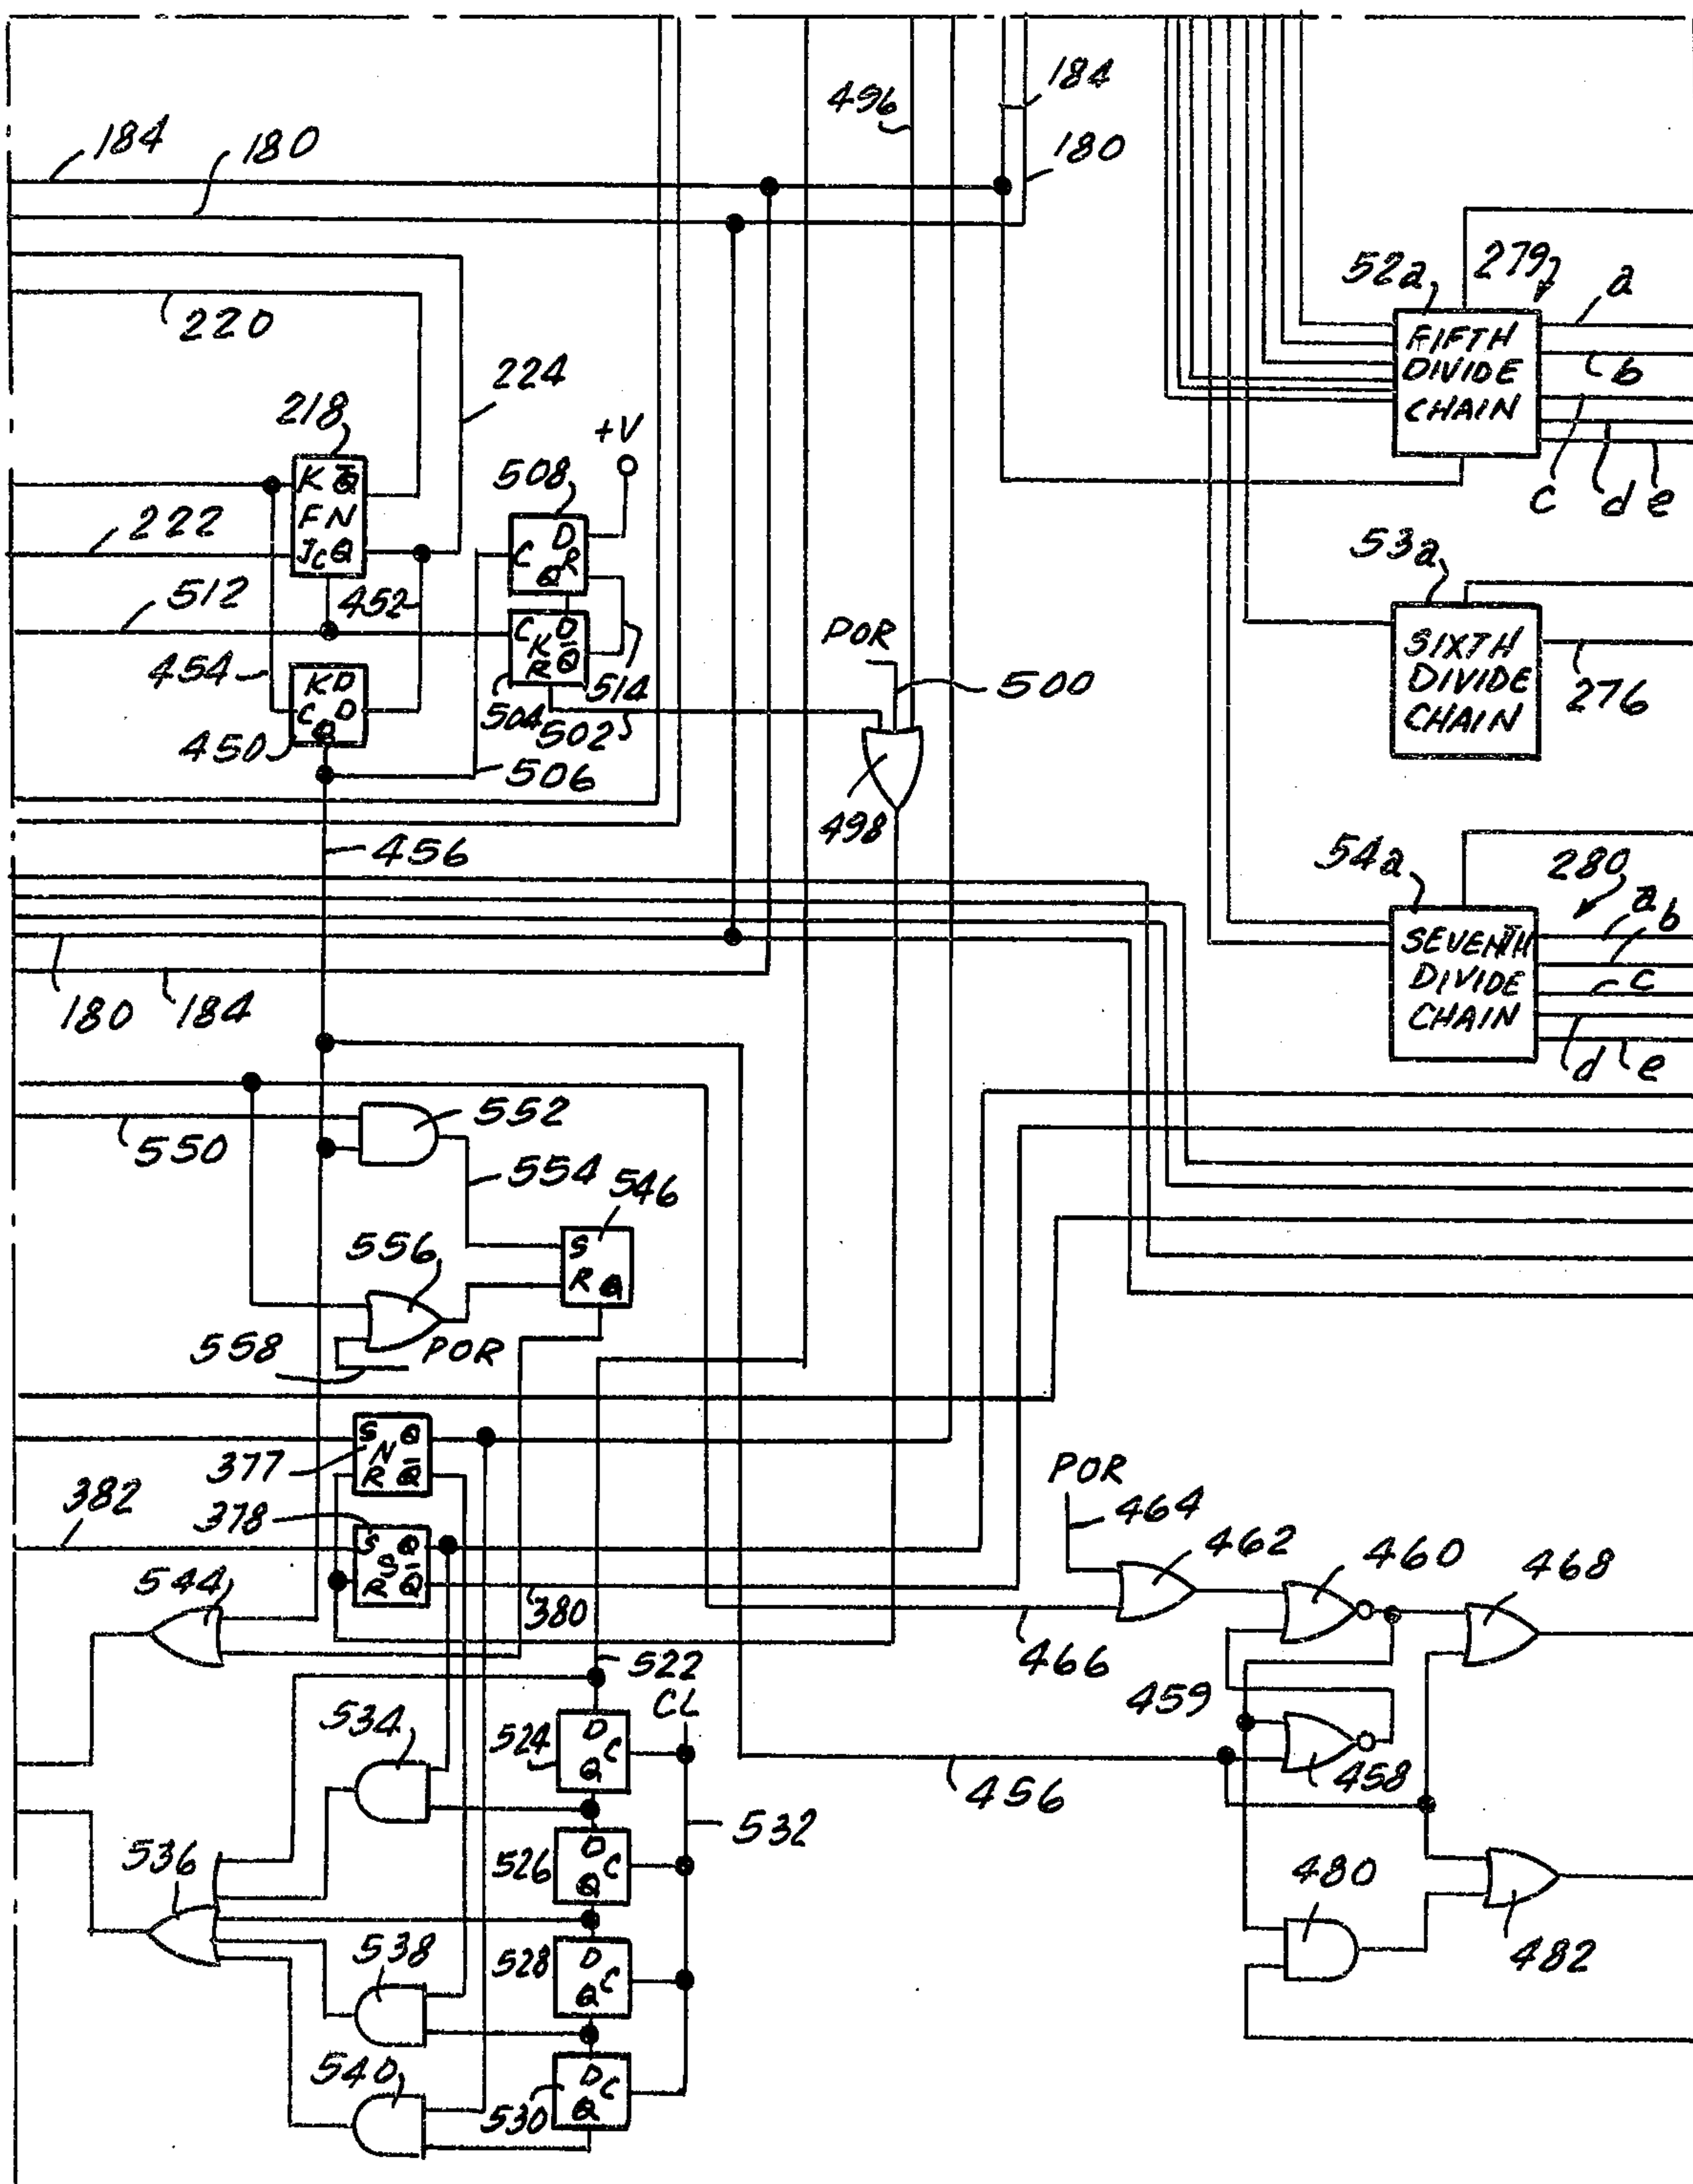 184
496
184
180
180
220
52a
279
a
FIFTH
DIVIDE
CHAIN
b
c
d
e
224
218
+V
K Q̅
FN
J C Q
508
D
C R
Q
222
512
452
C D
K Q̅
R
454
K D
C D
Q
450
504
514
502
506
POR
500
498
53a
SIXTH
DIVIDE
CHAIN
276
456
54a
280
SEVENTH
DIVIDE
CHAIN
a
b
c
d
e
180
184
550
552
554
546
S
R Q
556
558
POR
S Q
N
R Q̅
377
382
378
S Q
S
R Q̅
380
544
POR
464
462
460
468
466
459
458
456
522
CL
534
524
D
C
Q
532
536
526
D
C
Q
538
528
D
C
Q
540
530
D
C
Q
480
482